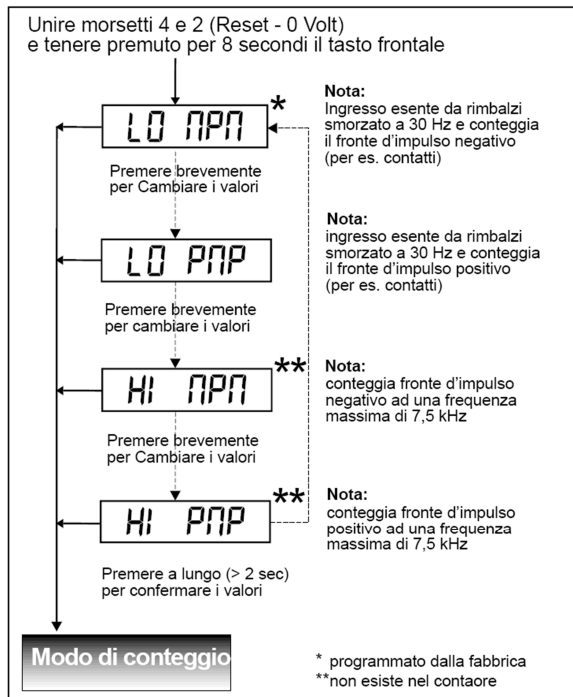 Unire morsetti 4 e 2 (Reset - 0 Volt)
e tenere premuto per 8 secondi il tasto frontale
LO NPN *
Nota:
Ingresso esente da rimbalzi
smorzato a 30 Hz e conteggia
il fronte d'impulso negativo
(per es. contatti)
Premere brevemente
per Cambiare i valori
LO PNP
Nota:
ingresso esente da rimbalzi
smorzato a 30 Hz e conteggia
il fronte d'impulso positivo
(per es. contatti)
Premere brevemente
per cambiare i valori
HI NPN **
Nota:
conteggia fronte d'impulso
negativo ad una frequenza
massima di 7,5 kHz
Premere brevemente
per Cambiare i valori
HI PNP **
Nota:
conteggia fronte d'impulso
positivo ad una frequenza
massima di 7,5 kHz
Premere a lungo (> 2 sec)
per confermare i valori
Modo di conteggio
* programmato dalla fabbrica
**non esiste nel contaore